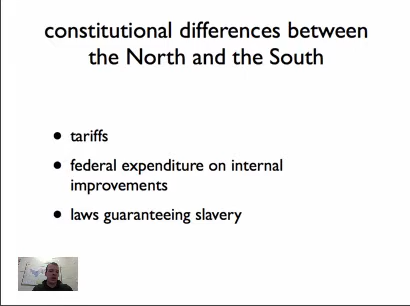 constitutional differences between
the North and the South
• tariffs
• federal expenditure on internal
improvements
• laws guaranteeing slavery